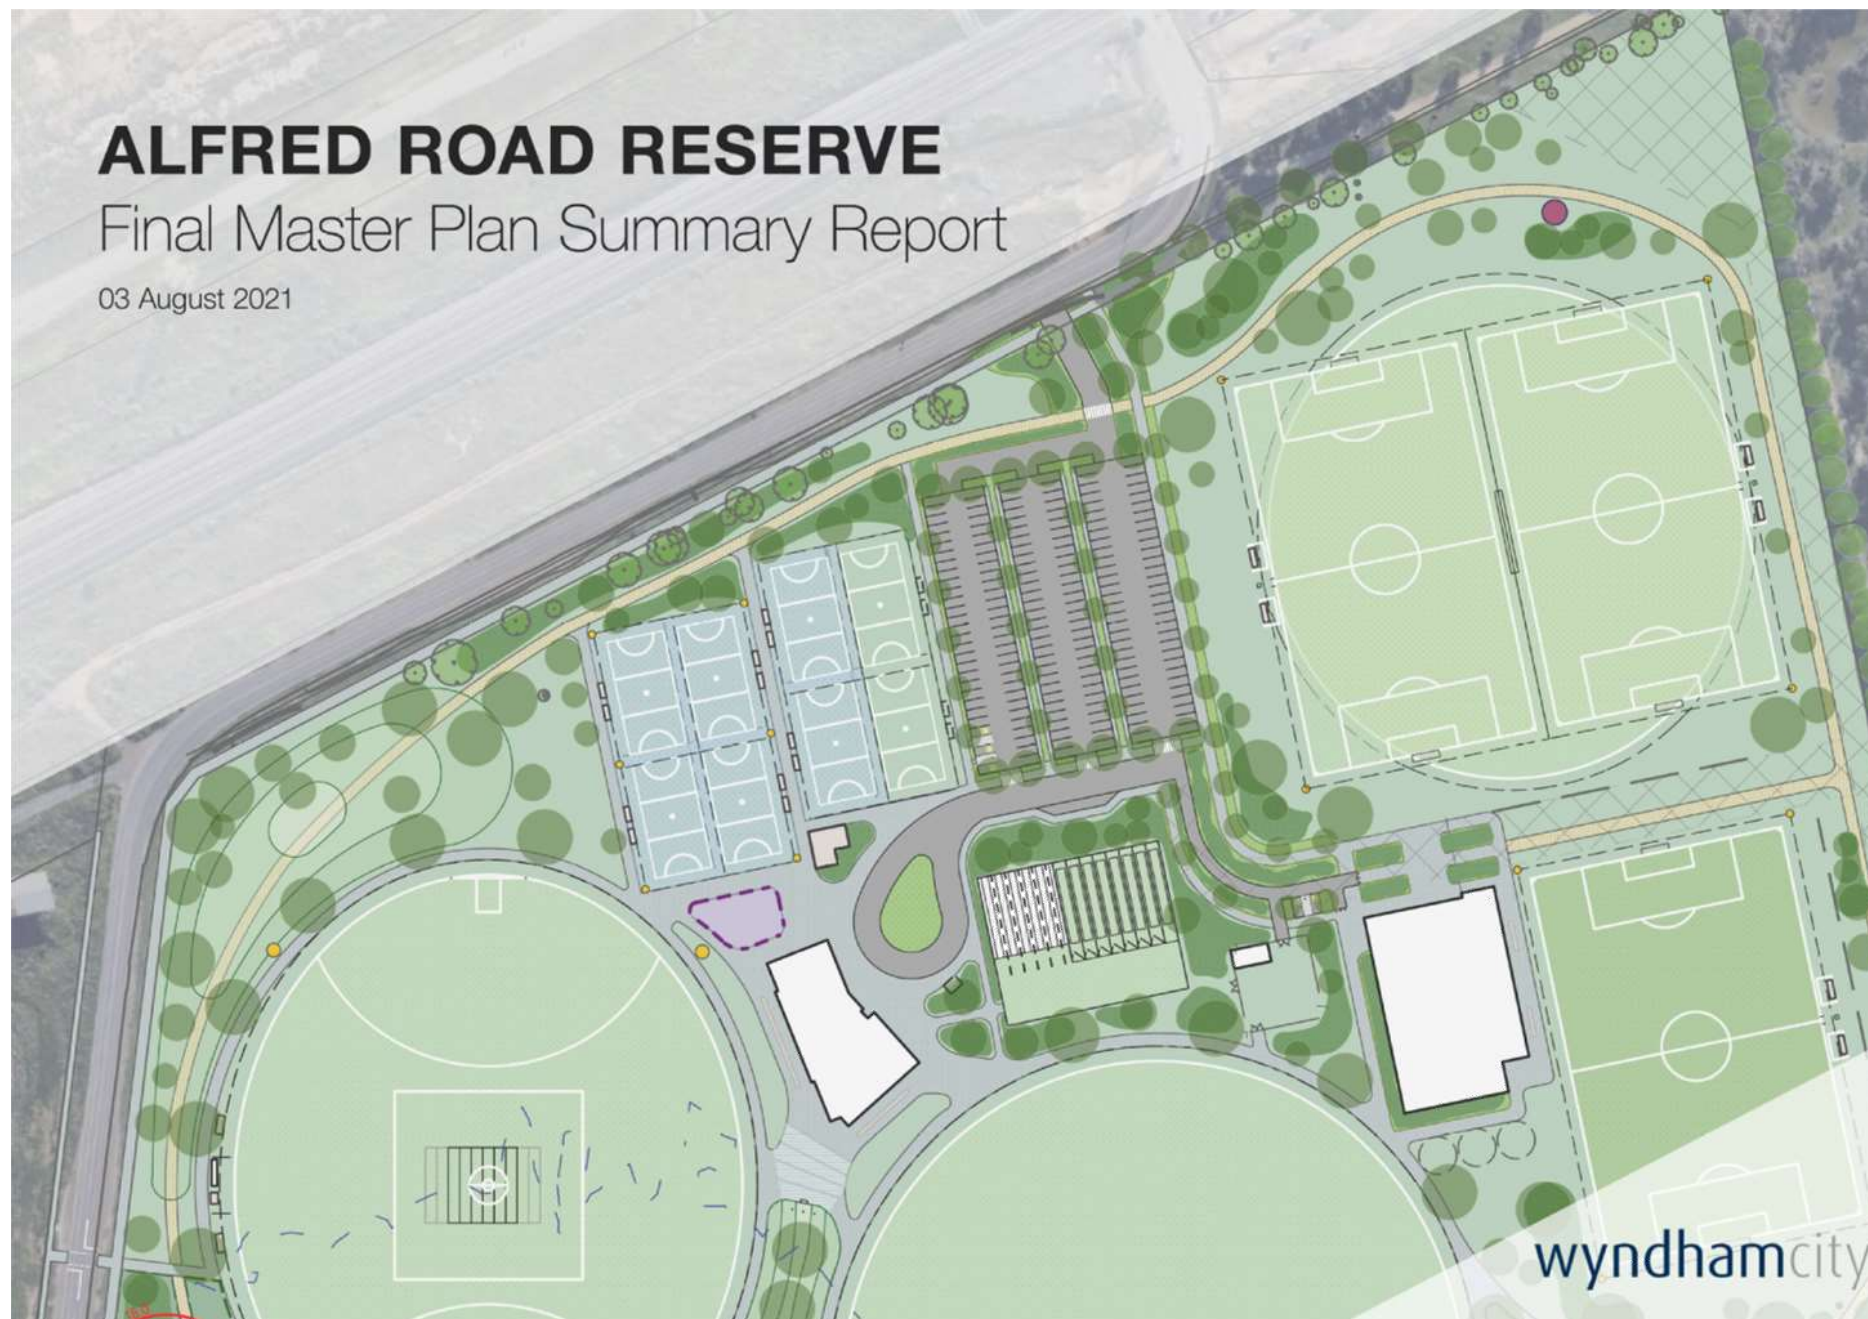 ALFRED ROAD RESERVE
Final Master Plan Summary Report
03 August 2021
wyndhamcity